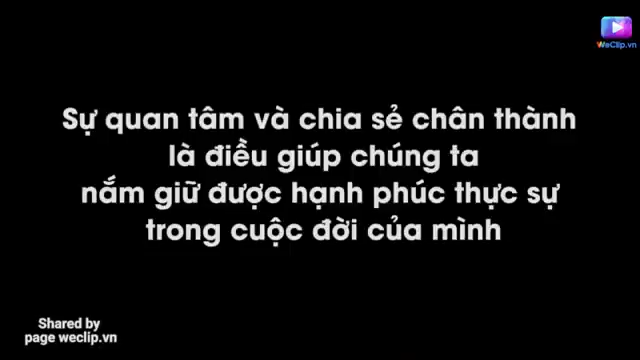 WeClip.vn
Sự quan tâm và chia sẻ chân thành
là điều giúp chúng ta
nắm giữ được hạnh phúc thực sự
trong cuộc đời của mình
Shared by
page weclip.vn